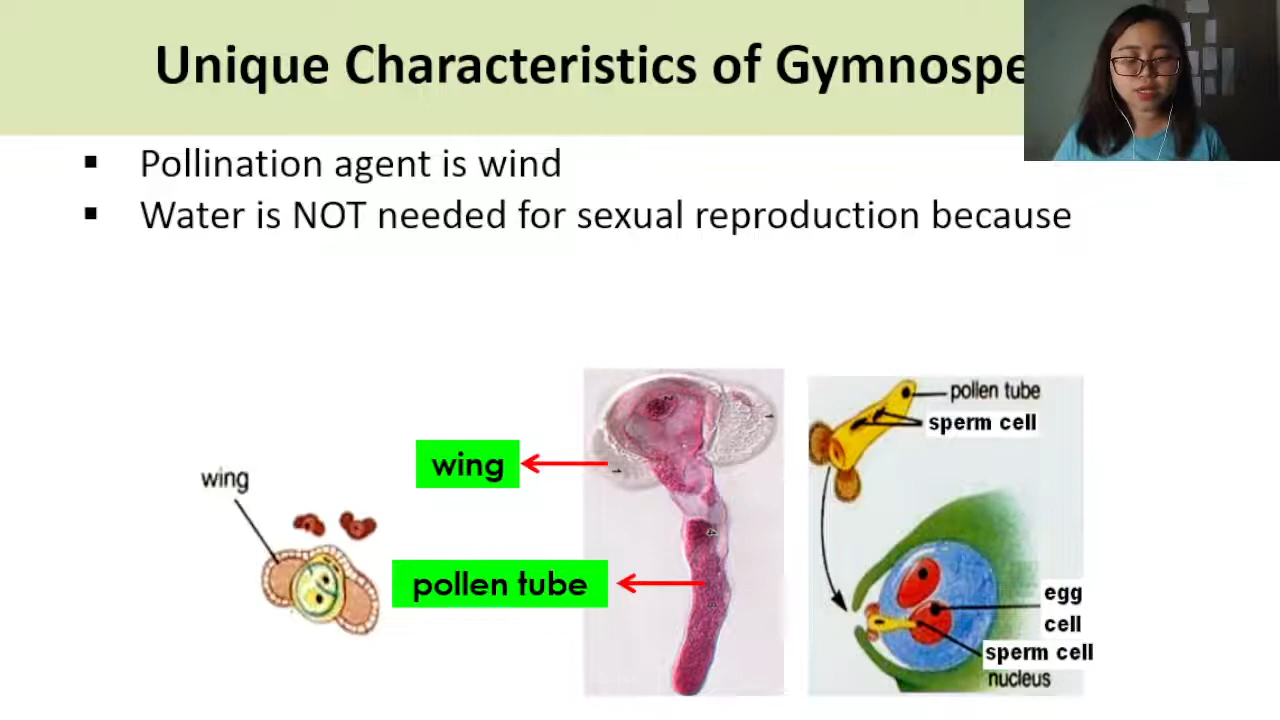 Unique Characteristics of Gymnospe
▪ Pollination agent is wind
▪ Water is NOT needed for sexual reproduction because
wing
wing
pollen tube
pollen tube
sperm cell
egg
cell
sperm cell
nucleus